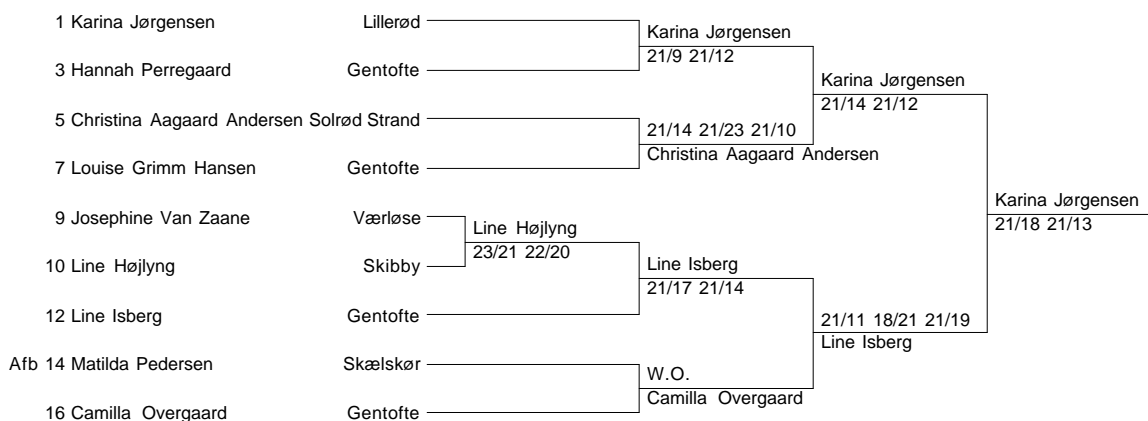 1 Karina Jørgensen Lillerød
Karina Jørgensen
21/9 21/12
3 Hannah Perregaard Gentofte
Karina Jørgensen
21/14 21/12
5 Christina Aagaard Andersen Solrød Strand
21/14 21/23 21/10
Christina Aagaard Andersen
7 Louise Grimm Hansen Gentofte
Karina Jørgensen
21/18 21/13
9 Josephine Van Zaane Værløse
Line Højlyng
23/21 22/20
10 Line Højlyng Skibby
Line Isberg
21/17 21/14
12 Line Isberg Gentofte
21/11 18/21 21/19
Line Isberg
Afb 14 Matilda Pedersen Skælskør
W.O.
Camilla Overgaard
16 Camilla Overgaard Gentofte